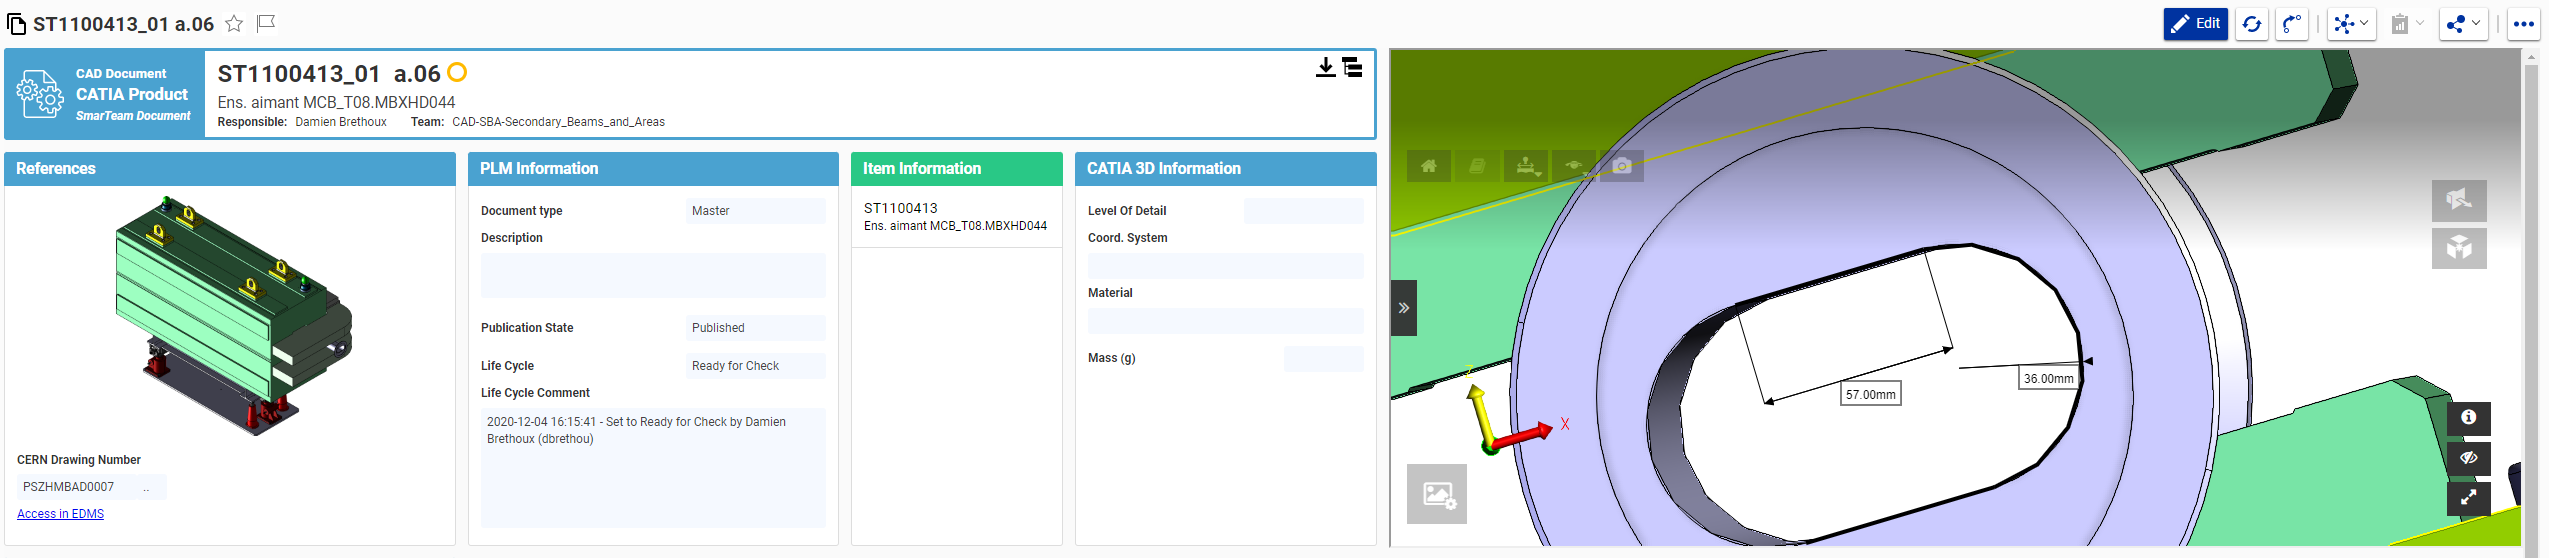 ST1100413_01 a.06
Edit
CAD Document
CATIA Product
SmarTeam Document
ST1100413_01 a.06
Ens. aimant MCB_T08.MBXHD044
Responsible: Damien Brethoux Team: CAD-SBA-Secondary_Beams_and_Areas
References
CERN Drawing Number
PSZHMBAD0007 ..
Access in EDMS
PLM Information
Document type Master
Description
Publication State Published
Life Cycle Ready for Check
Life Cycle Comment
2020-12-04 16:15:41 - Set to Ready for Check by Damien
Brethoux (dbrethou)
Item Information
ST1100413
Ens. aimant MCB_T08.MBXHD044
CATIA 3D Information
Level Of Detail
Coord. System
Material
Mass (g)
36.00mm
57.00mm
X